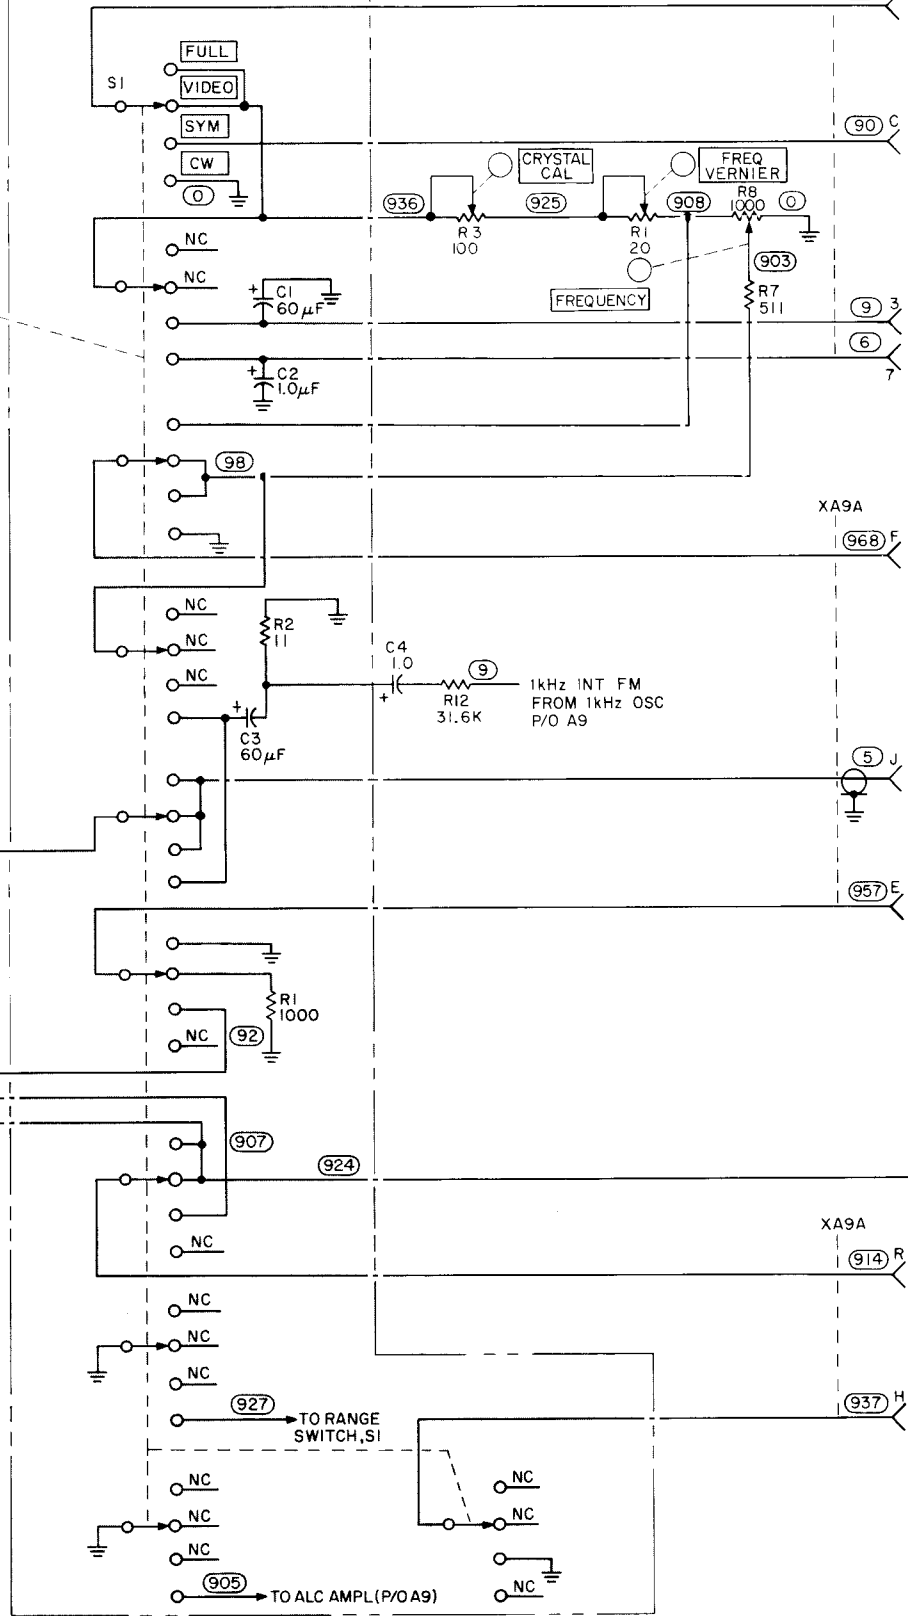 FULL
S1
VIDEO
SYM
90 C
CW
0
CRYSTAL
CAL
FREQ
VERNIER
936
925
908
R8
1000
0
R3
100
R1
20
NC
903
NC
FREQUENCY
R7
511
+ C1
60µF
9 3
6
7
+ C2
1.0µF
98
XA9A
968 F
NC
R2
11
NC
C4
1.0
+
NC
9
R12
31.6K
1kHz INT FM
FROM 1kHz OSC
P/O A9
+
C3
60µF
5 J
957 E
R1
1000
NC
92
907
924
NC
XA9A
914 R
NC
NC
NC
927
TO RANGE
SWITCH,S1
937 H
NC
NC
NC
NC
NC
905
TO ALC AMPL(P/O A9)
NC